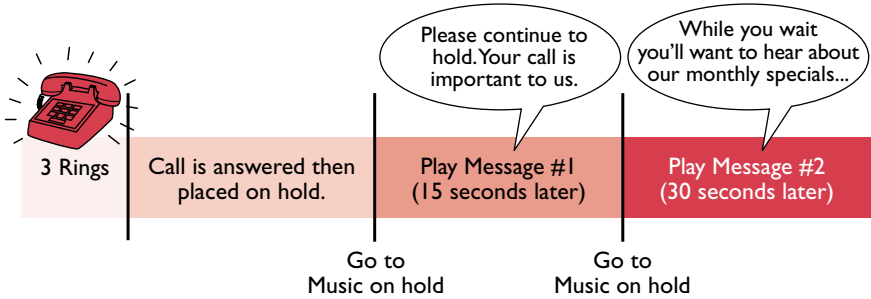 Please continue to
hold. Your call is
important to us.
While you wait
you'll want to hear about
our monthly specials...
3 Rings
Call is answered then
placed on hold.
Play Message #1
(15 seconds later)
Play Message #2
(30 seconds later)
Go to
Music on hold
Go to
Music on hold